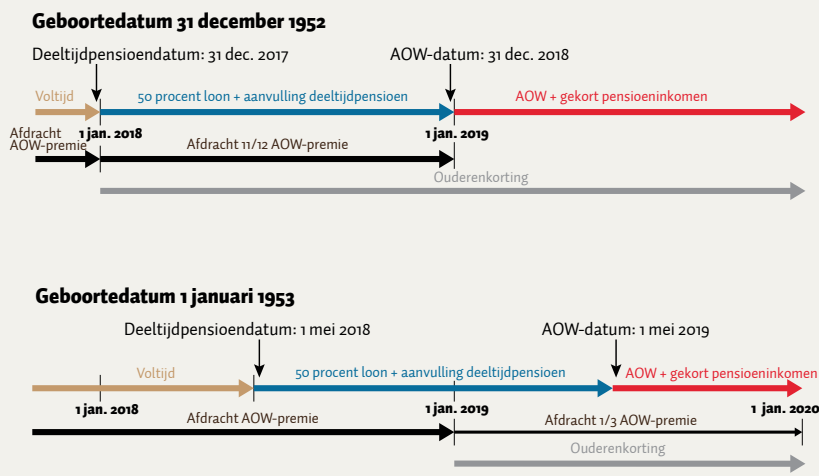 Geboortedatum 31 december 1952
Deeltijdpensioendatum: 31 dec. 2017
AOW-datum: 31 dec. 2018
Voltijd
50 procent loon + aanvulling deeltijdpensioen
AOW + gekort pensioeninkomen
Afdracht
AOW-premie
1 jan. 2018
Afdracht 11/12 AOW-premie
1 jan. 2019
Ouderenkorting
Geboortedatum 1 januari 1953
Deeltijdpensioendatum: 1 mei 2018
AOW-datum: 1 mei 2019
Voltijd
50 procent loon + aanvulling deeltijdpensioen
AOW + gekort pensioeninkomen
1 jan. 2018
Afdracht AOW-premie
1 jan. 2019
Afdracht 1/3 AOW-premie
1 jan. 2020
Ouderenkorting